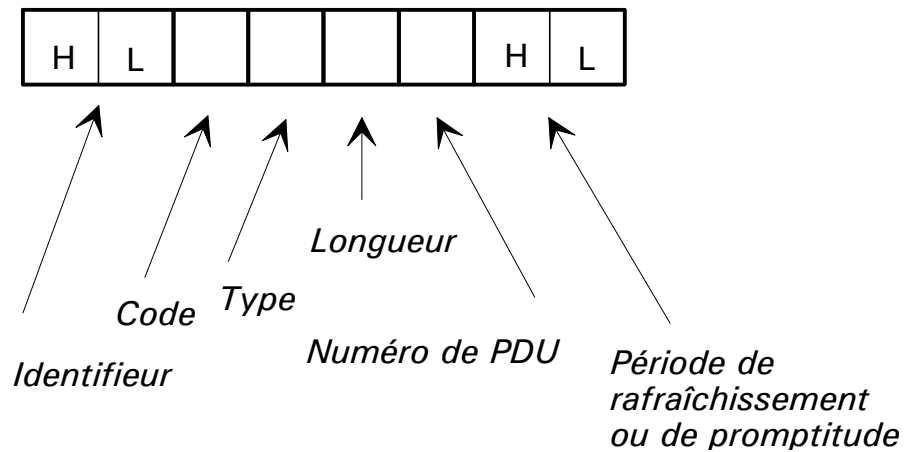 H L H L
Longueur
Code Type
Numéro de PDU
Identifieur
Période de
rafraîchissement
ou de promptitude